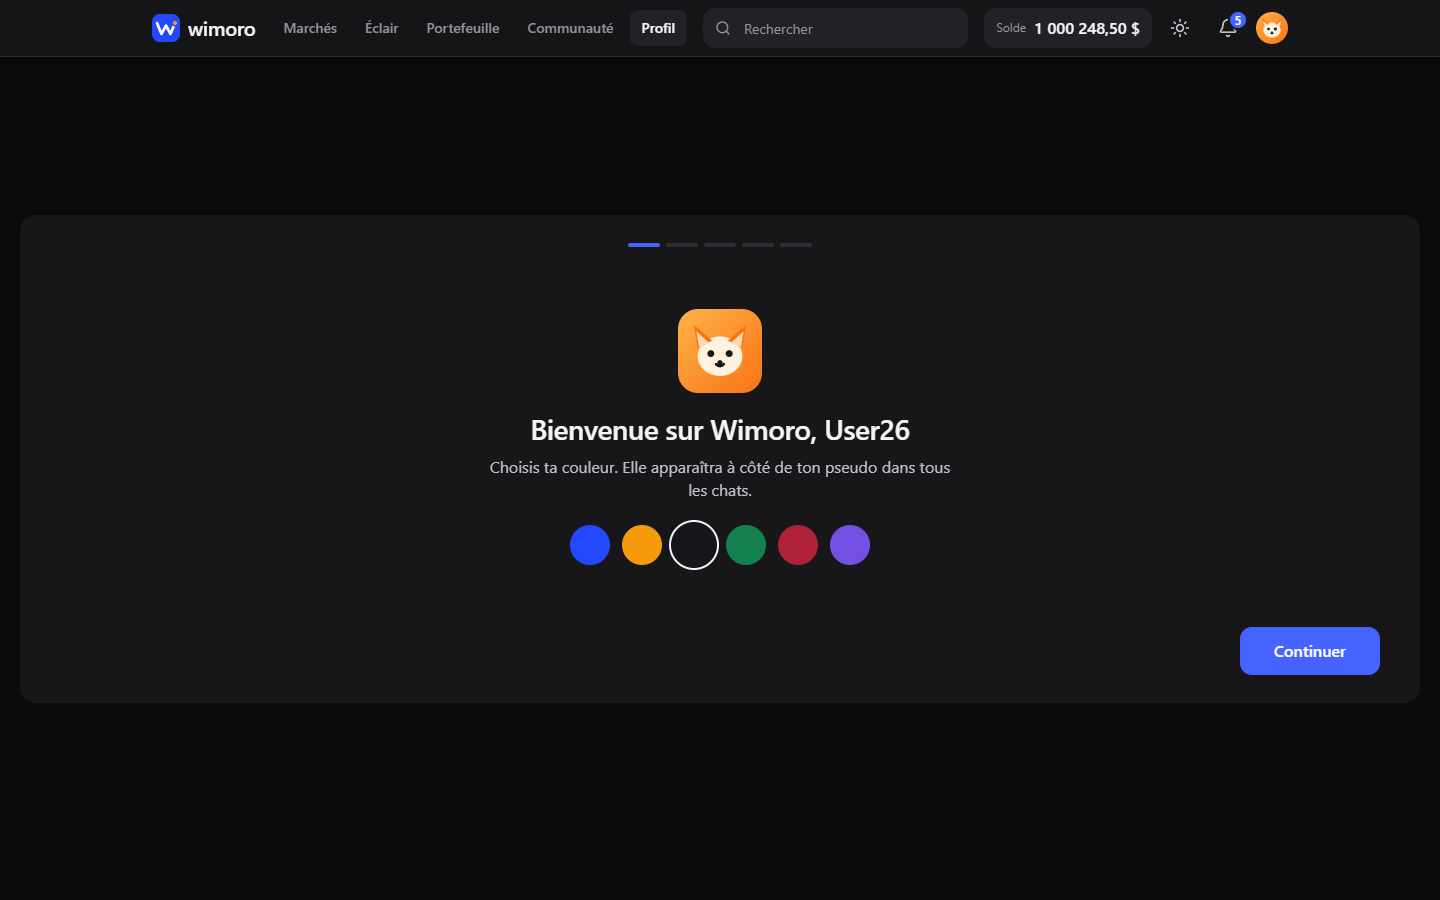 wimoro
Marchés
Éclair
Portefeuille
Communauté
Profil
Rechercher
Solde 1 000 248,50 $
5
Bienvenue sur Wimoro, User26
Choisis ta couleur. Elle apparaîtra à côté de ton pseudo dans tous
les chats.
Continuer